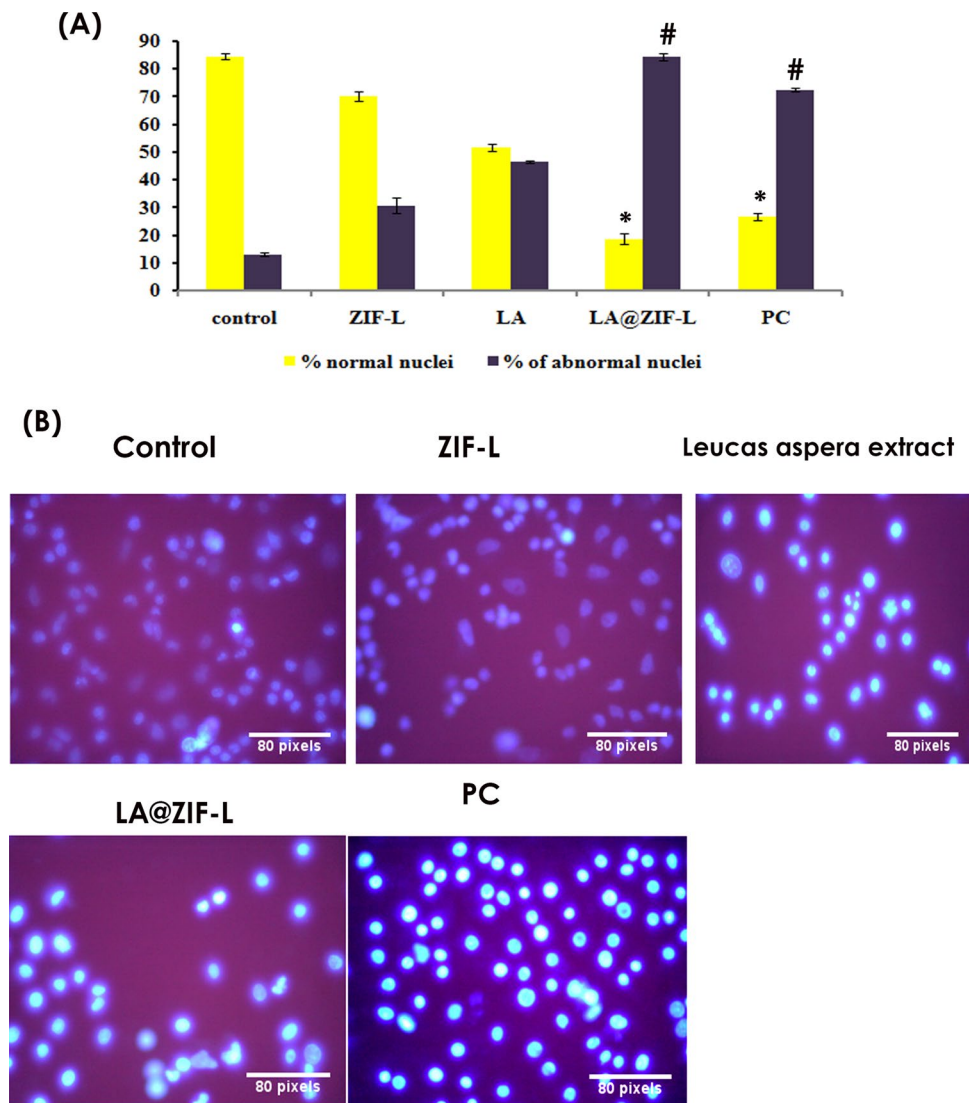 (A)
90
80
70
60
50
40
30
20
10
0
#
#
*
*
control ZIF-L LA LA@ZIF-L PC
% normal nuclei % of abnormal nuclei
(B)
Control ZIF-L Leucas aspera extract
80 pixels 80 pixels 80 pixels
LA@ZIF-L PC
80 pixels 80 pixels